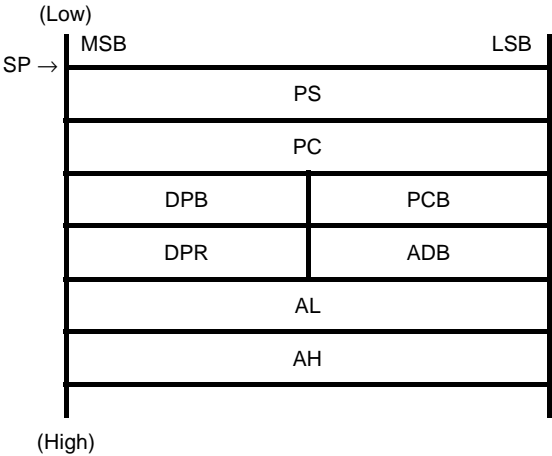 (Low)
MSB LSB
SP →
PS
PC
DPB PCB
DPR ADB
AL
AH
(High)